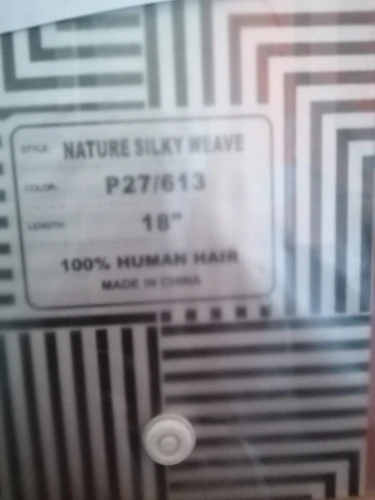 STYLE: NATURE SILKY WEAVE
COLOR: P27/613
LENGTH: 18"
100% HUMAN HAIR
MADE IN CHINA